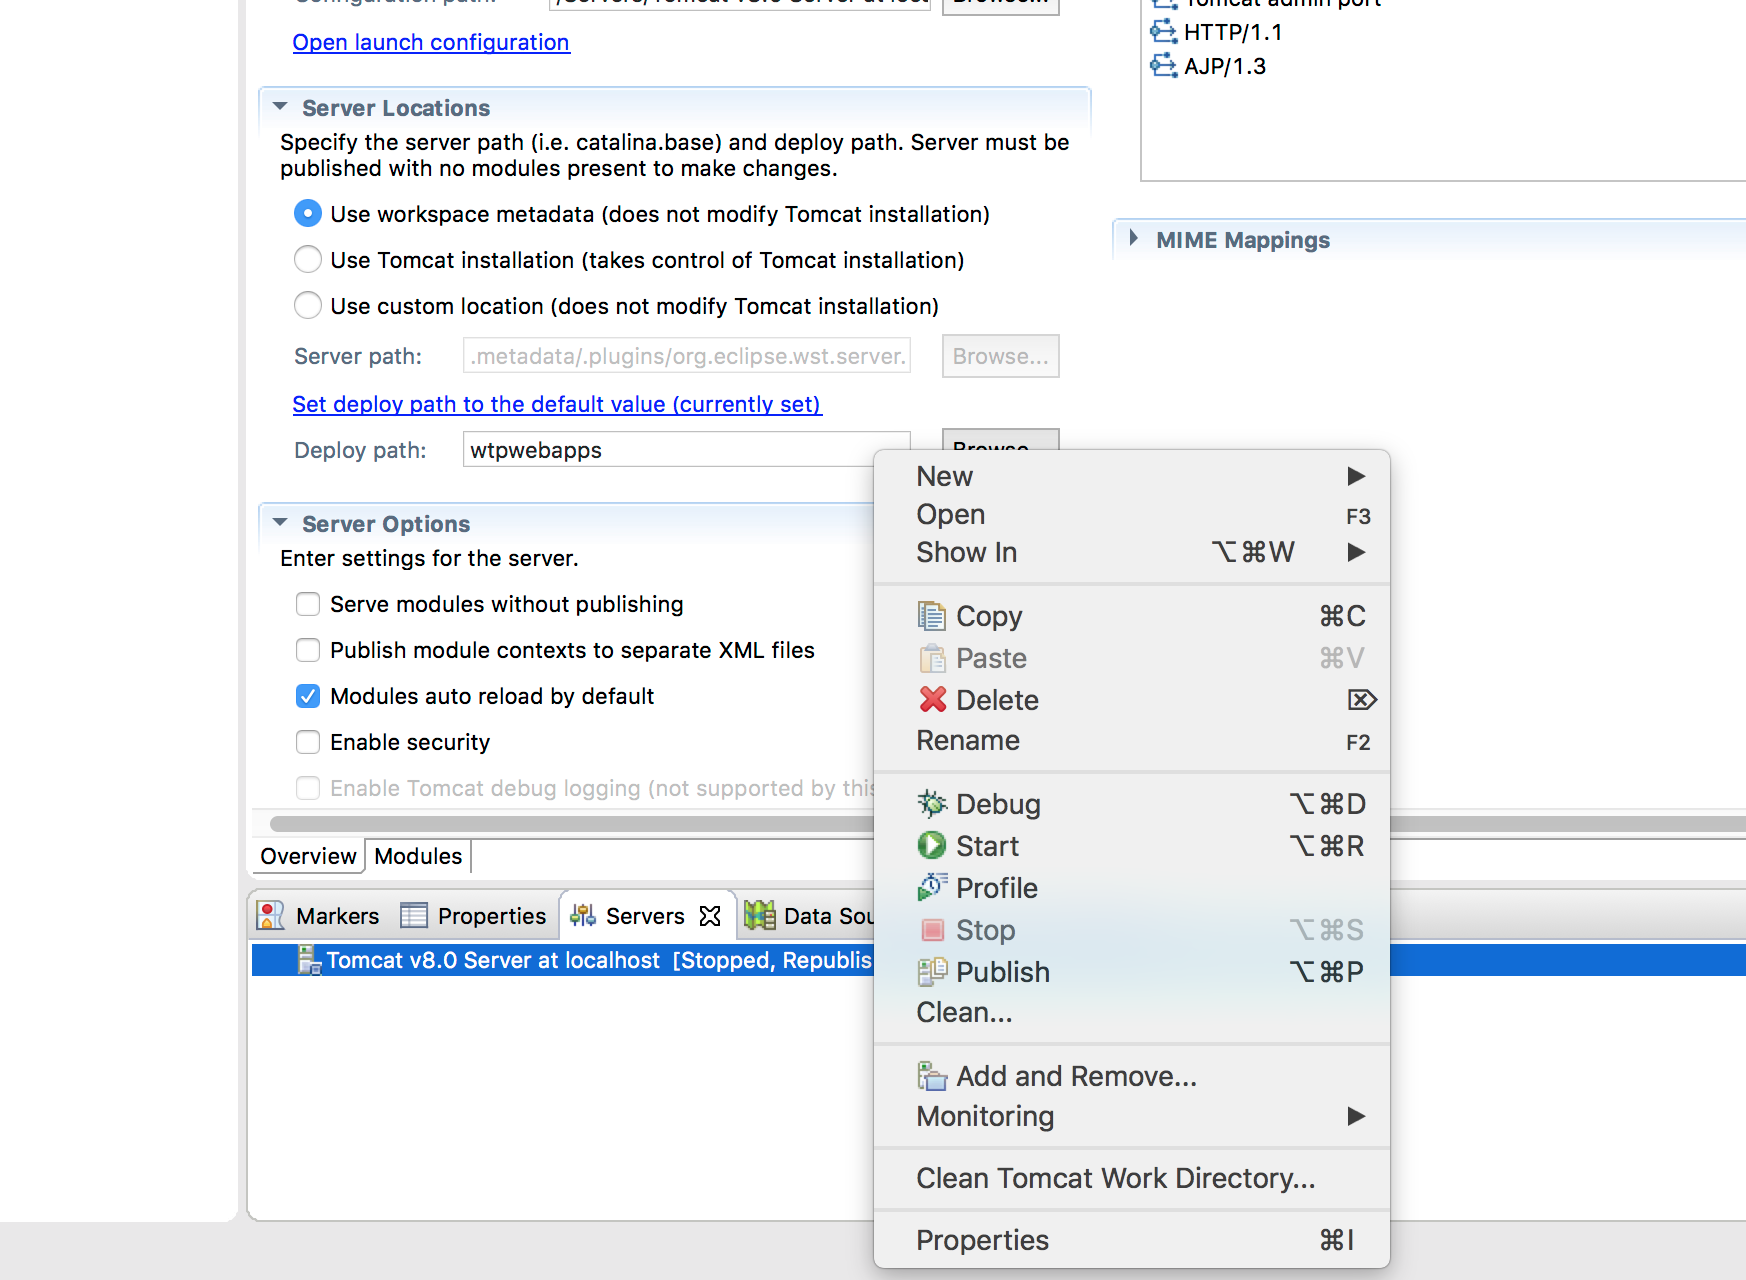 Open launch configuration
Tomcat admin port
HTTP/1.1
AJP/1.3
Server Locations
Specify the server path (i.e. catalina.base) and deploy path. Server must be
published with no modules present to make changes.
Use workspace metadata (does not modify Tomcat installation)
Use Tomcat installation (takes control of Tomcat installation)
Use custom location (does not modify Tomcat installation)
Server path: .metadata/.plugins/org.eclipse.wst.server. Browse...
Set deploy path to the default value (currently set)
Deploy path: wtpwebapps Browse
MIME Mappings
Server Options
Enter settings for the server.
Serve modules without publishing
Publish module contexts to separate XML files
Modules auto reload by default
Enable security
Enable Tomcat debug logging (not supported by this
Overview Modules
Markers Properties Servers Data Sou
Tomcat v8.0 Server at localhost [Stopped, Republis
New
Open F3
Show In ⌥⌘W
Copy ⌘C
Paste ⌘V
Delete ⌦
Rename F2
Debug ⌥⌘D
Start ⌥⌘R
Profile
Stop ⌥⌘S
Publish ⌥⌘P
Clean...
Add and Remove...
Monitoring
Clean Tomcat Work Directory...
Properties ⌘I